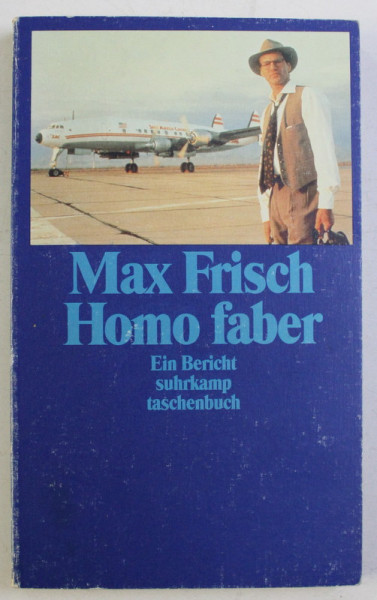 Max Frisch
Homo faber
Ein Bericht
suhrkamp
taschenbuch